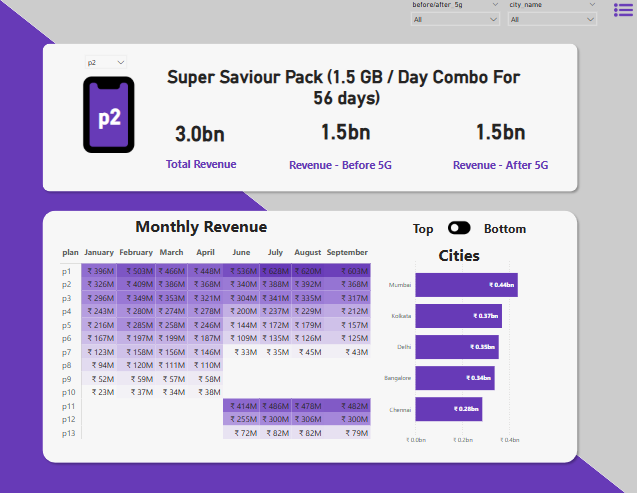 before/after_5g city_name
All All
p2
Super Saviour Pack (1.5 GB / Day Combo For
56 days)
p2
3.0bn 1.5bn 1.5bn
Total Revenue Revenue - Before 5G Revenue - After 5G
Monthly Revenue
Top Bottom
Cities
plan January February March April June July August September
p1 ₹ 396M ₹ 503M ₹ 466M ₹ 448M ₹ 536M ₹ 628M ₹ 620M ₹ 603M
p2 ₹ 326M ₹ 409M ₹ 386M ₹ 368M ₹ 340M ₹ 388M ₹ 392M ₹ 368M
p3 ₹ 296M ₹ 349M ₹ 353M ₹ 321M ₹ 304M ₹ 341M ₹ 335M ₹ 317M
p4 ₹ 243M ₹ 280M ₹ 274M ₹ 278M ₹ 200M ₹ 237M ₹ 229M ₹ 212M
p5 ₹ 216M ₹ 285M ₹ 258M ₹ 246M ₹ 144M ₹ 172M ₹ 179M ₹ 157M
p6 ₹ 167M ₹ 197M ₹ 199M ₹ 187M ₹ 109M ₹ 135M ₹ 126M ₹ 125M
p7 ₹ 123M ₹ 158M ₹ 156M ₹ 146M ₹ 33M ₹ 35M ₹ 45M ₹ 43M
p8 ₹ 94M ₹ 120M ₹ 111M ₹ 110M
p9 ₹ 52M ₹ 59M ₹ 57M ₹ 58M
p10 ₹ 23M ₹ 37M ₹ 34M ₹ 38M
p11 ₹ 414M ₹ 486M ₹ 478M ₹ 482M
p12 ₹ 255M ₹ 300M ₹ 306M ₹ 300M
p13 ₹ 72M ₹ 82M ₹ 82M ₹ 79M
Mumbai ₹ 0.44bn
Kolkata ₹ 0.37bn
Delhi ₹ 0.35bn
Bangalore ₹ 0.34bn
Chennai ₹ 0.28bn
₹ 0.0bn ₹ 0.2bn ₹ 0.4bn